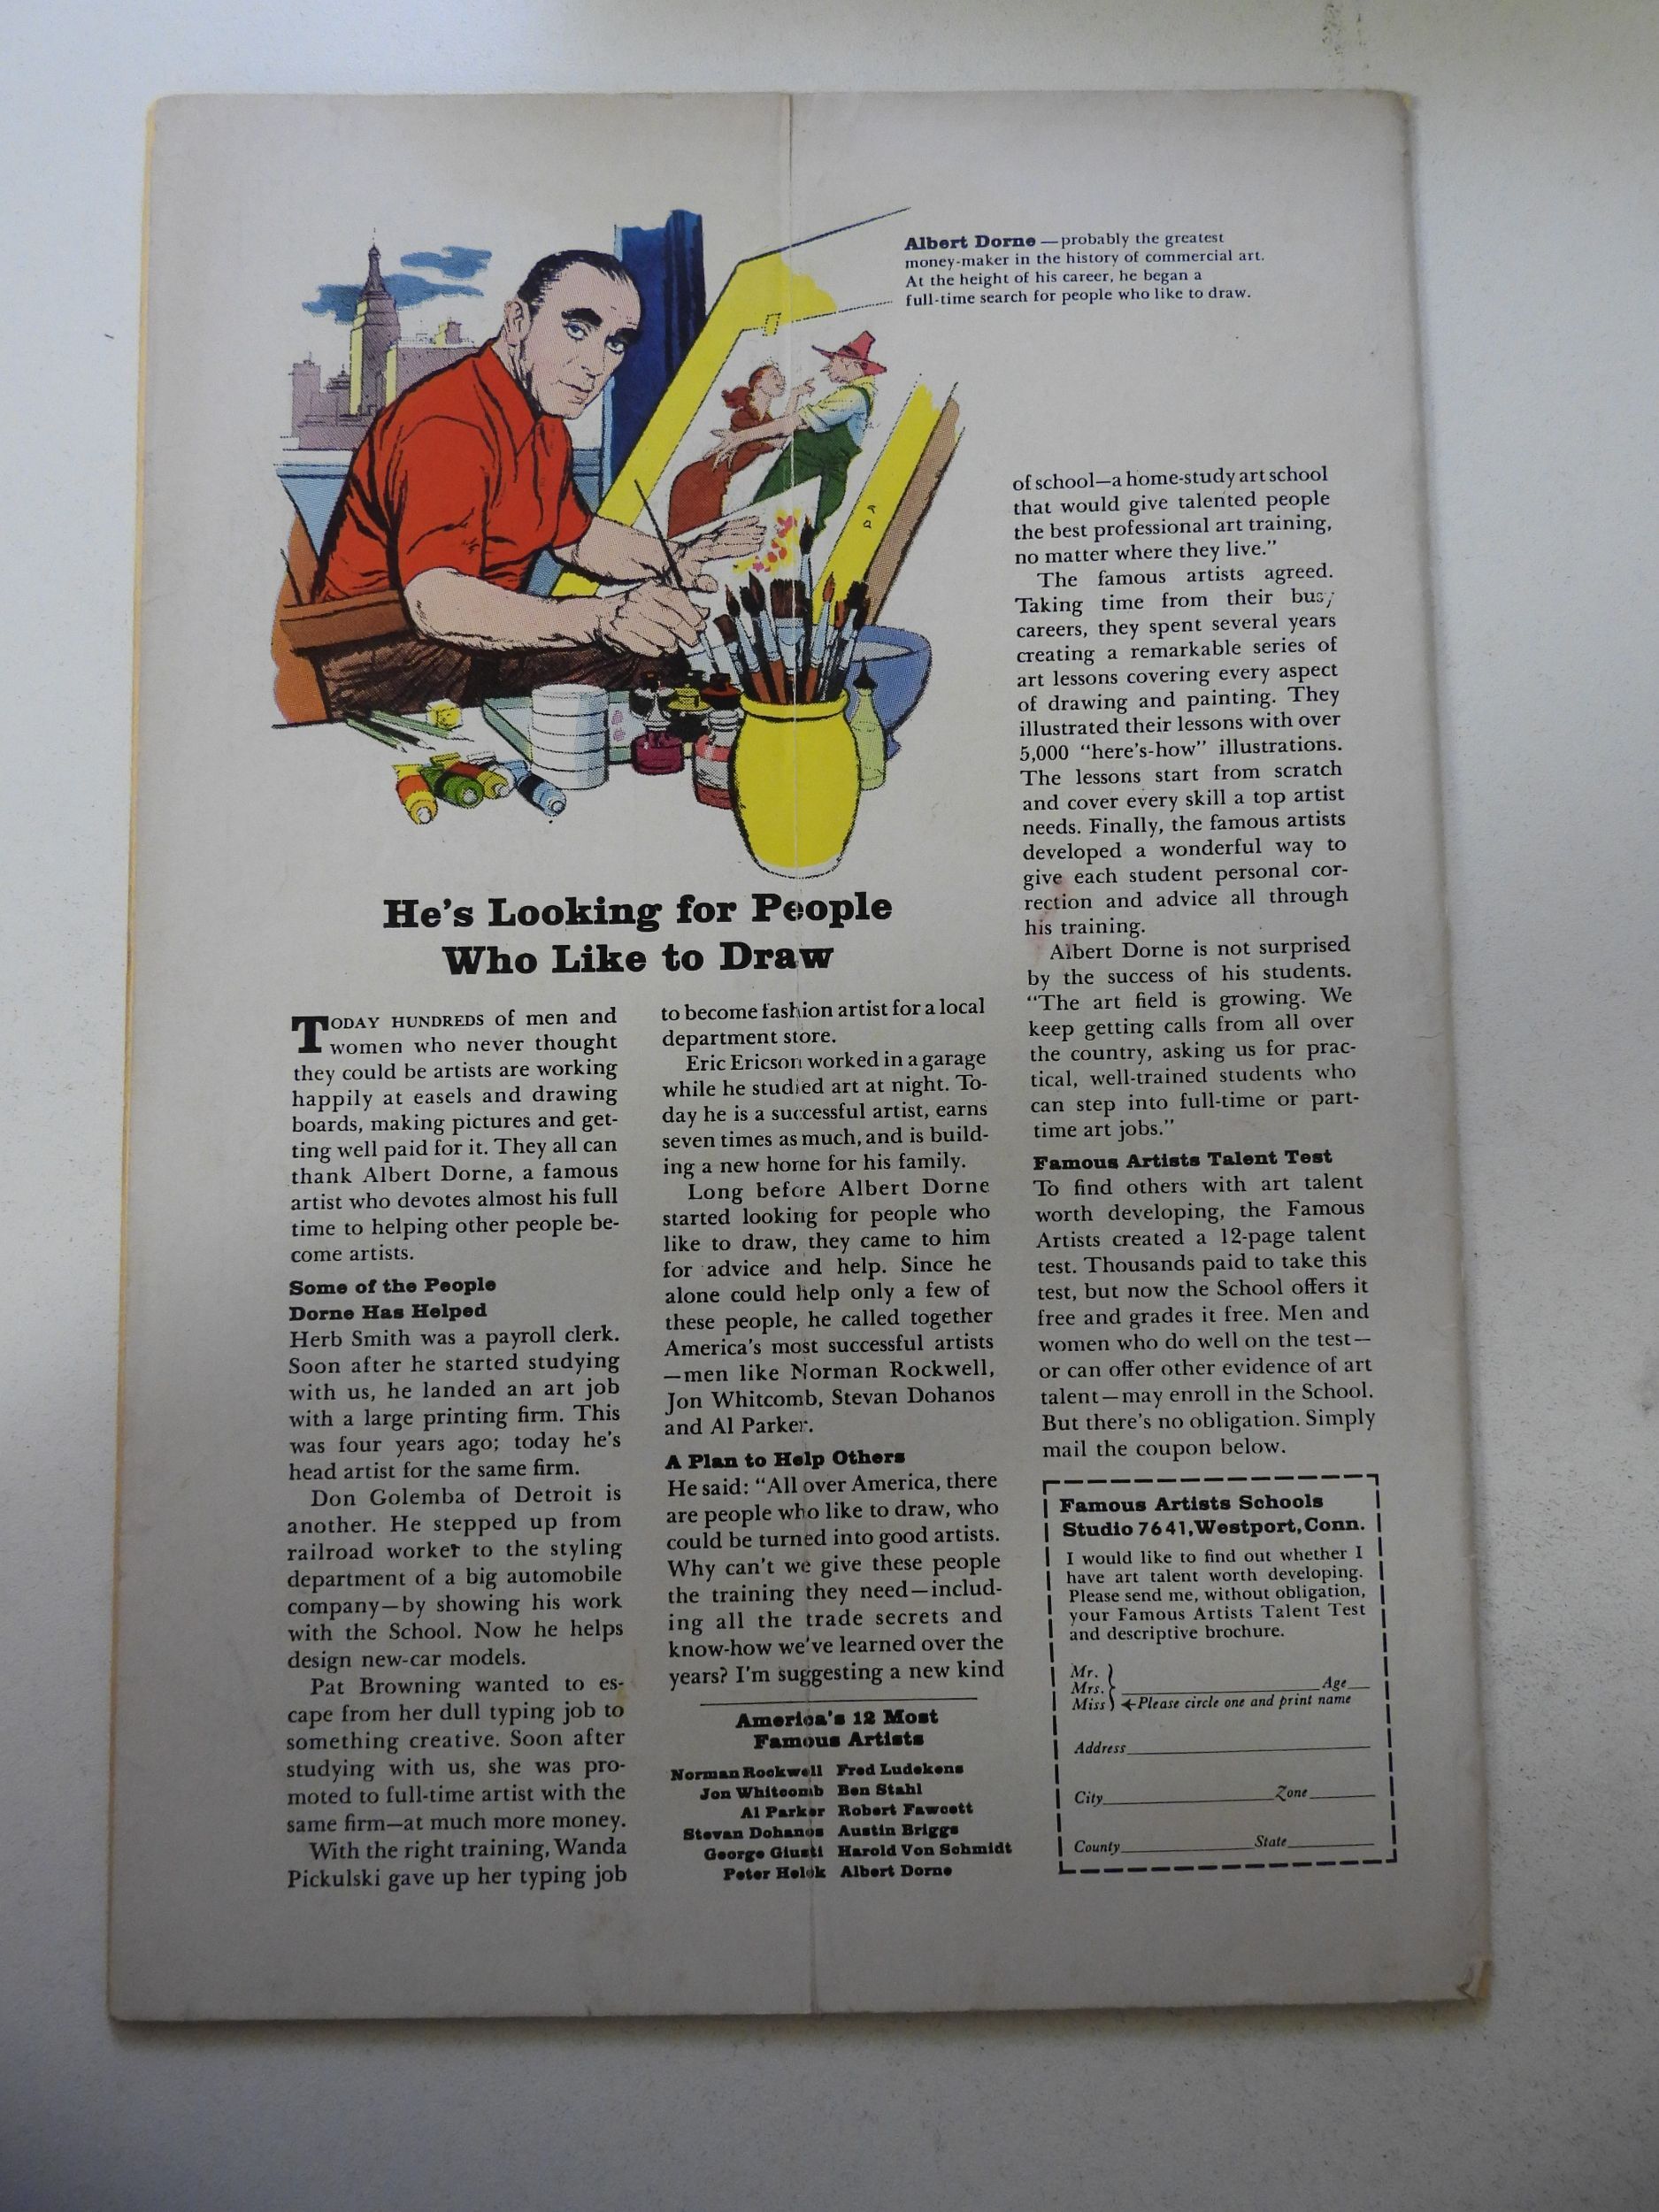 Albert Dorne — probably the greatest
money-maker in the history of commercial art.
At the height of his career, he began a
full-time search for people who like to draw.
He's Looking for People
Who Like to Draw
TODAY HUNDREDS of men and
women who never thought
they could be artists are working
happily at easels and drawing
boards, making pictures and get-
ting well paid for it. They all can
thank Albert Dorne, a famous
artist who devotes almost his full
time to helping other people be-
come artists.
Some of the People
Dorne Has Helped
Herb Smith was a payroll clerk.
Soon after he started studying
with us, he landed an art job
with a large printing firm. This
was four years ago; today he's
head artist for the same firm.
Don Golemba of Detroit is
another. He stepped up from
railroad worker to the styling
department of a big automobile
company—by showing his work
with the School. Now he helps
design new-car models.
Pat Browning wanted to es-
cape from her dull typing job to
something creative. Soon after
studying with us, she was pro-
moted to full-time artist with the
same firm—at much more money.
With the right training, Wanda
Pickulski gave up her typing job
to become fashion artist for a local
department store.
Eric Ericson worked in a garage
while he studied art at night. To-
day he is a successful artist, earns
seven times as much, and is build-
ing a new home for his family.
Long before Albert Dorne
started looking for people who
like to draw, they came to him
for advice and help. Since he
alone could help only a few of
these people, he called together
America's most successful artists
—men like Norman Rockwell,
Jon Whitcomb, Stevan Dohanos
and Al Parker.
A Plan to Help Others
He said: "All over America, there
are people who like to draw, who
could be turned into good artists.
Why can't we give these people
the training they need—includ-
ing all the trade secrets and
know-how we've learned over the
years? I'm suggesting a new kind
America's 12 Most
Famous Artists
Norman Rockwell Fred Ludekens
Jon Whitcomb Ben Stahl
Al Parker Robert Fawcett
Stevan Dohanos Austin Briggs
George Giusti Harold Von Schmidt
Peter Helck Albert Dorne
of school—a home-study art school
that would give talented people
the best professional art training,
no matter where they live."
The famous artists agreed.
Taking time from their busy
careers, they spent several years
creating a remarkable series of
art lessons covering every aspect
of drawing and painting. They
illustrated their lessons with over
5,000 "here's-how" illustrations.
The lessons start from scratch
and cover every skill a top artist
needs. Finally, the famous artists
developed a wonderful way to
give each student personal cor-
rection and advice all through
his training.
Albert Dorne is not surprised
by the success of his students.
"The art field is growing. We
keep getting calls from all over
the country, asking us for prac-
tical, well-trained students who
can step into full-time or part-
time art jobs."
Famous Artists Talent Test
To find others with art talent
worth developing, the Famous
Artists created a 12-page talent
test. Thousands paid to take this
test, but now the School offers it
free and grades it free. Men and
women who do well on the test—
or can offer other evidence of art
talent—may enroll in the School.
But there's no obligation. Simply
mail the coupon below.
Famous Artists Schools
Studio 7641, Westport, Conn.
I would like to find out whether I
have art talent worth developing.
Please send me, without obligation,
your Famous Artists Talent Test
and descriptive brochure.
Mr.
Mrs. Age
Miss ←Please circle one and print name
Address
City Zone
County State